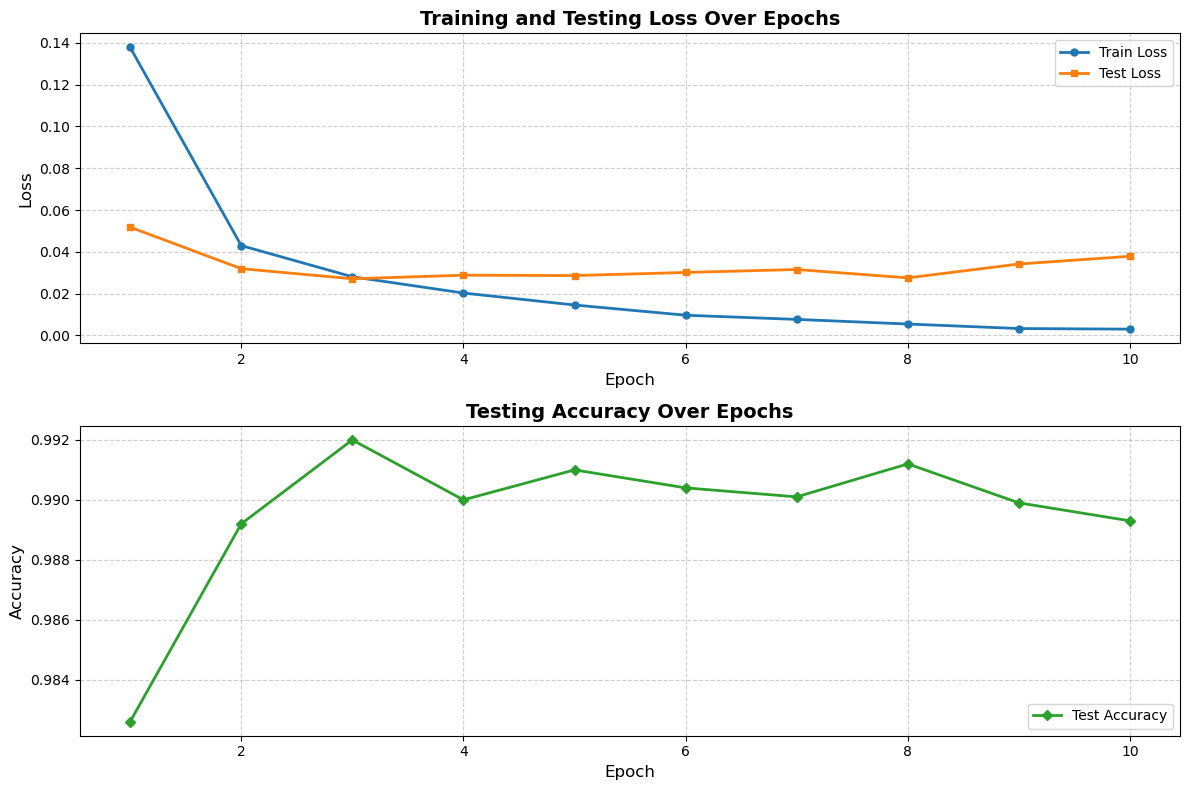 Training and Testing Loss Over Epochs
Loss
0.14
0.12
0.10
0.08
0.06
0.04
0.02
0.00
Train Loss
Test Loss
2 4 6 8 10
Epoch
Testing Accuracy Over Epochs
Accuracy
0.992
0.990
0.988
0.986
0.984
Test Accuracy
2 4 6 8 10
Epoch